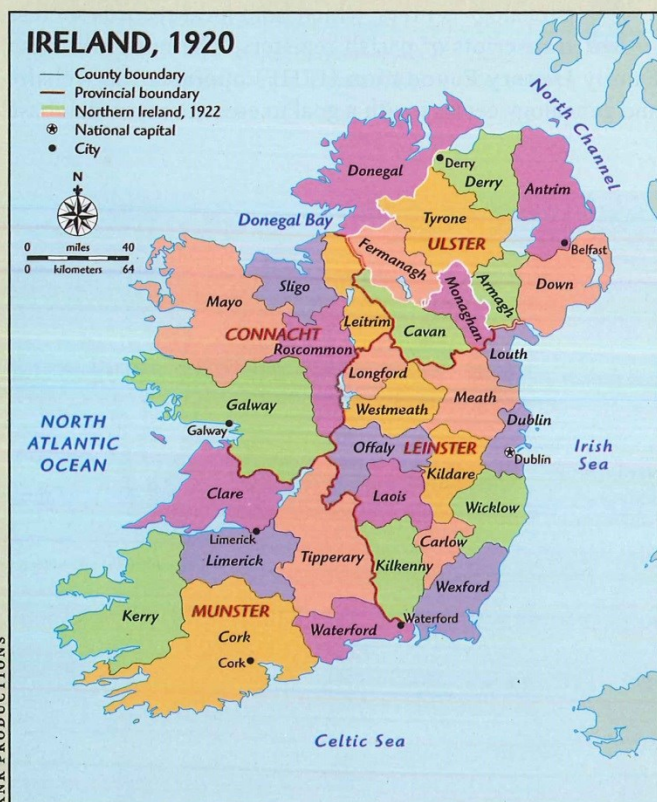 IRELAND, 1920
County boundary
Provincial boundary
Northern Ireland, 1922
National capital
City
N
0 miles 40
0 kilometers 64
North Channel
Donegal
Derry
Derry
Antrim
Tyrone
Donegal Bay
ULSTER
Belfast
Fermanagh
Armagh
Down
Monaghan
Sligo
Mayo
Leitrim
Cavan
CONNACHT
Roscommon
Louth
Longford
Meath
Galway
Westmeath
Dublin
Galway
NORTH
ATLANTIC
OCEAN
Offaly
LEINSTER
Dublin
Irish
Sea
Kildare
Clare
Laois
Wicklow
Limerick
Limerick
Tipperary
Carlow
Kilkenny
Wexford
Kerry
MUNSTER
Cork
Waterford
Waterford
Cork
Celtic Sea
PRODUCTIONS